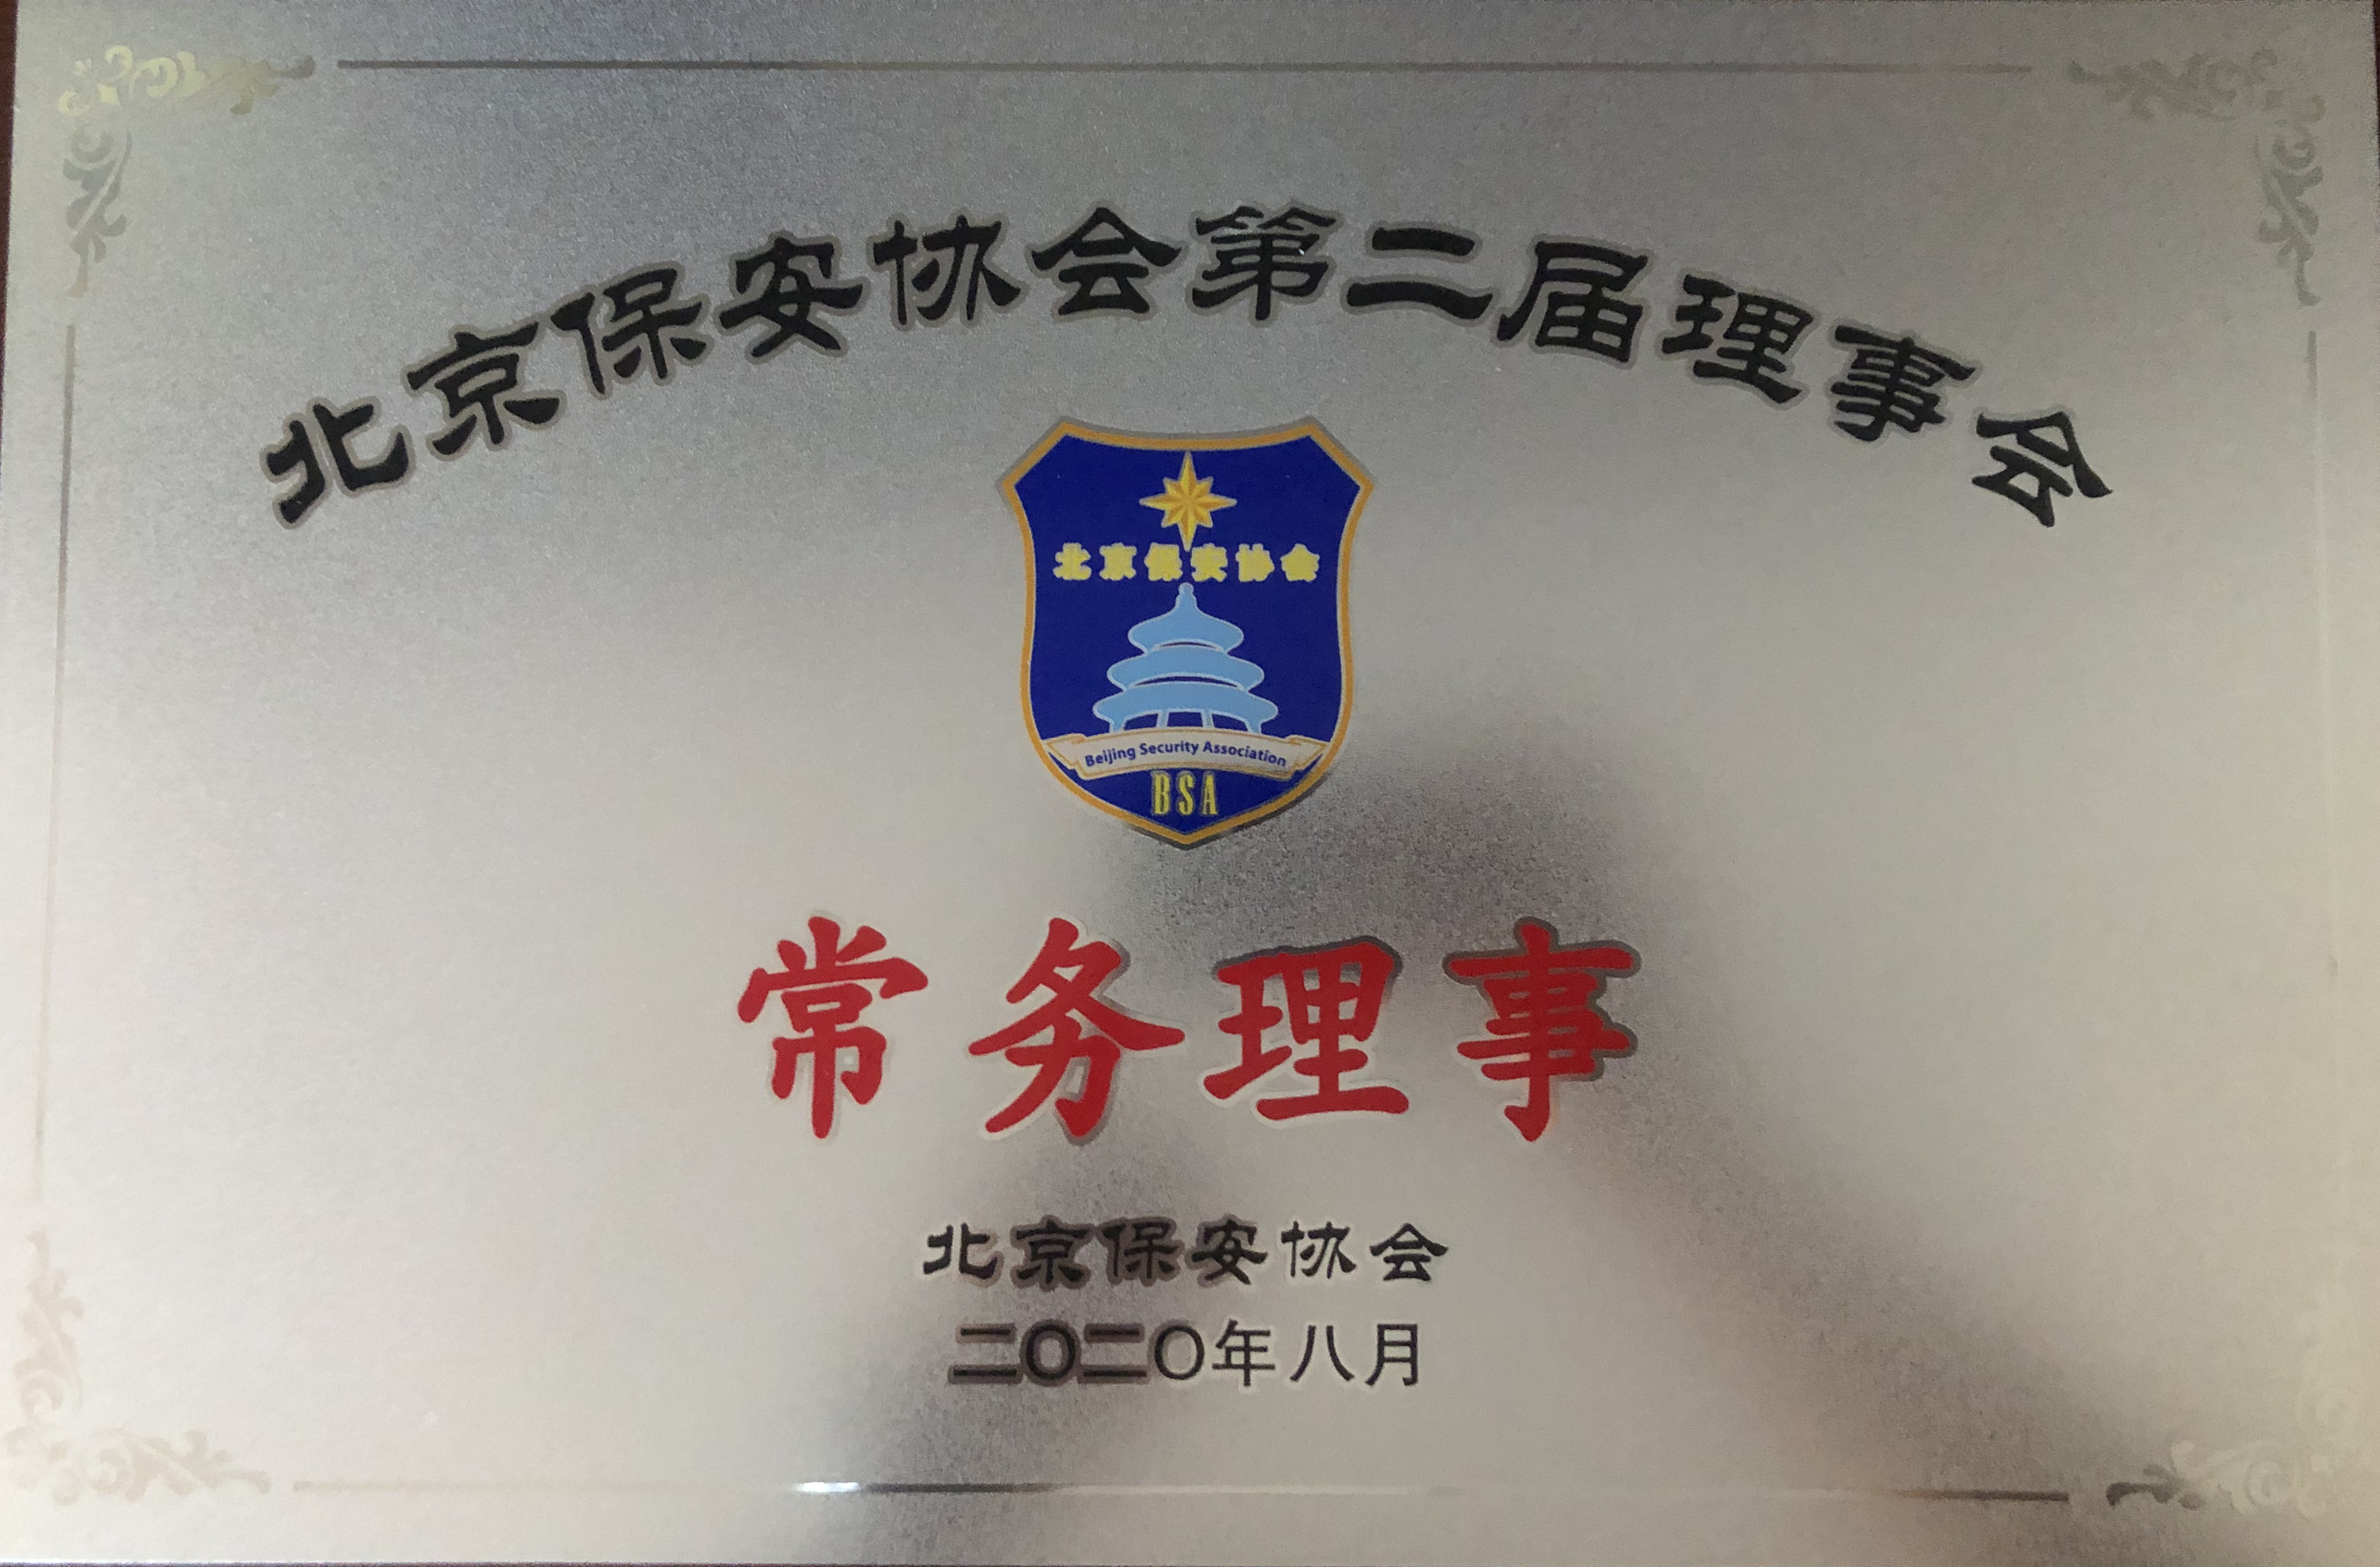 北京保安协会第二届理事会
北京保安协会
Beijing Security Association
BSA
常务理事
北京保安协会
二〇二〇年八月